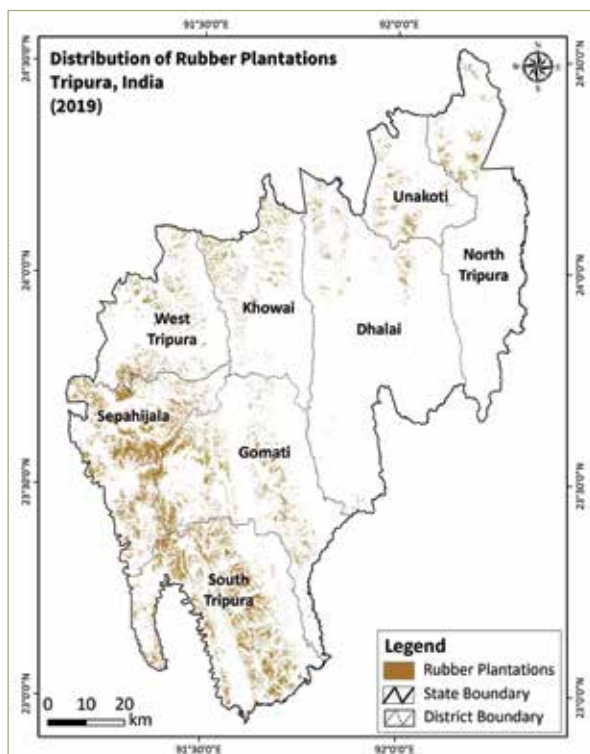 91°30'0"E
92°0'0"E
Distribution of Rubber Plantations
Tripura, India
(2019)
24°30'0"N
24°30'0"N
Unakoti
North
Tripura
24°0'0"N
24°0'0"N
Khowai
West
Tripura
Dhalai
Sepahijala
Gomati
23°30'0"N
23°30'0"N
South
Tripura
Legend
Rubber Plantations
State Boundary
District Boundary
23°0'0"N
23°0'0"N
0 10 20
km
91°30'0"E
92°0'0"E